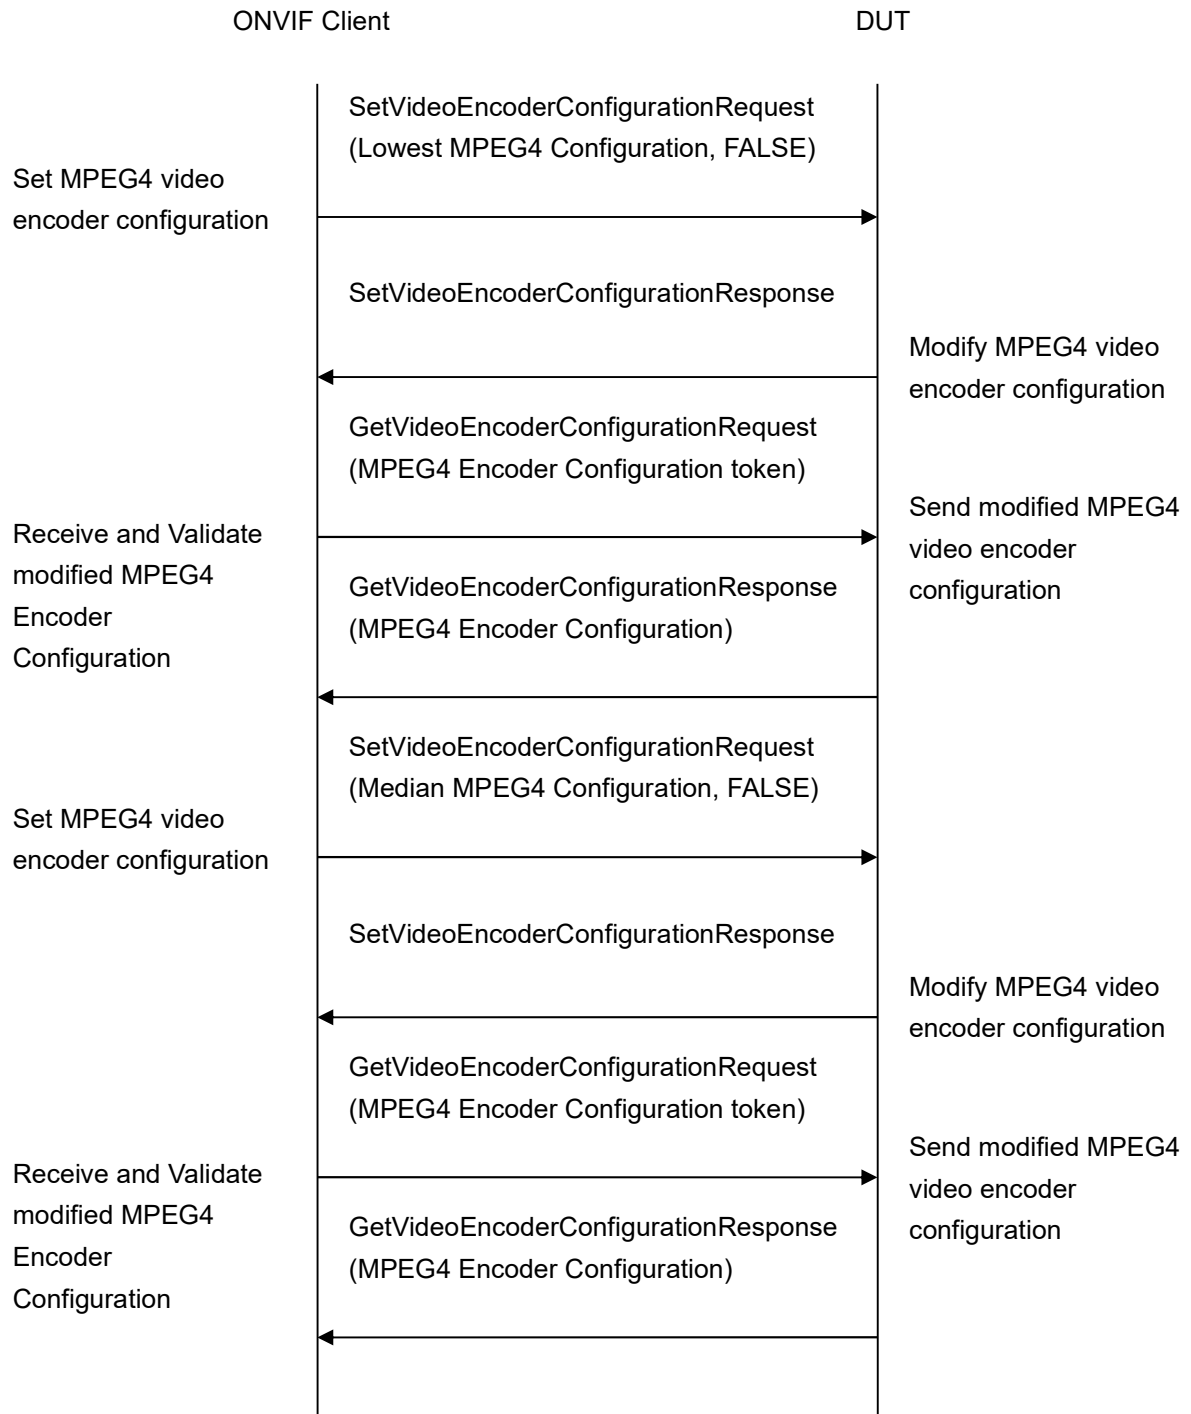 ONVIF Client
DUT
SetVideoEncoderConfigurationRequest
(Lowest MPEG4 Configuration, FALSE)
Set MPEG4 video
encoder configuration
SetVideoEncoderConfigurationResponse
Modify MPEG4 video
encoder configuration
GetVideoEncoderConfigurationRequest
(MPEG4 Encoder Configuration token)
Send modified MPEG4
video encoder
configuration
Receive and Validate
modified MPEG4
Encoder
Configuration
GetVideoEncoderConfigurationResponse
(MPEG4 Encoder Configuration)
SetVideoEncoderConfigurationRequest
(Median MPEG4 Configuration, FALSE)
Set MPEG4 video
encoder configuration
SetVideoEncoderConfigurationResponse
Modify MPEG4 video
encoder configuration
GetVideoEncoderConfigurationRequest
(MPEG4 Encoder Configuration token)
Send modified MPEG4
video encoder
configuration
Receive and Validate
modified MPEG4
Encoder
Configuration
GetVideoEncoderConfigurationResponse
(MPEG4 Encoder Configuration)